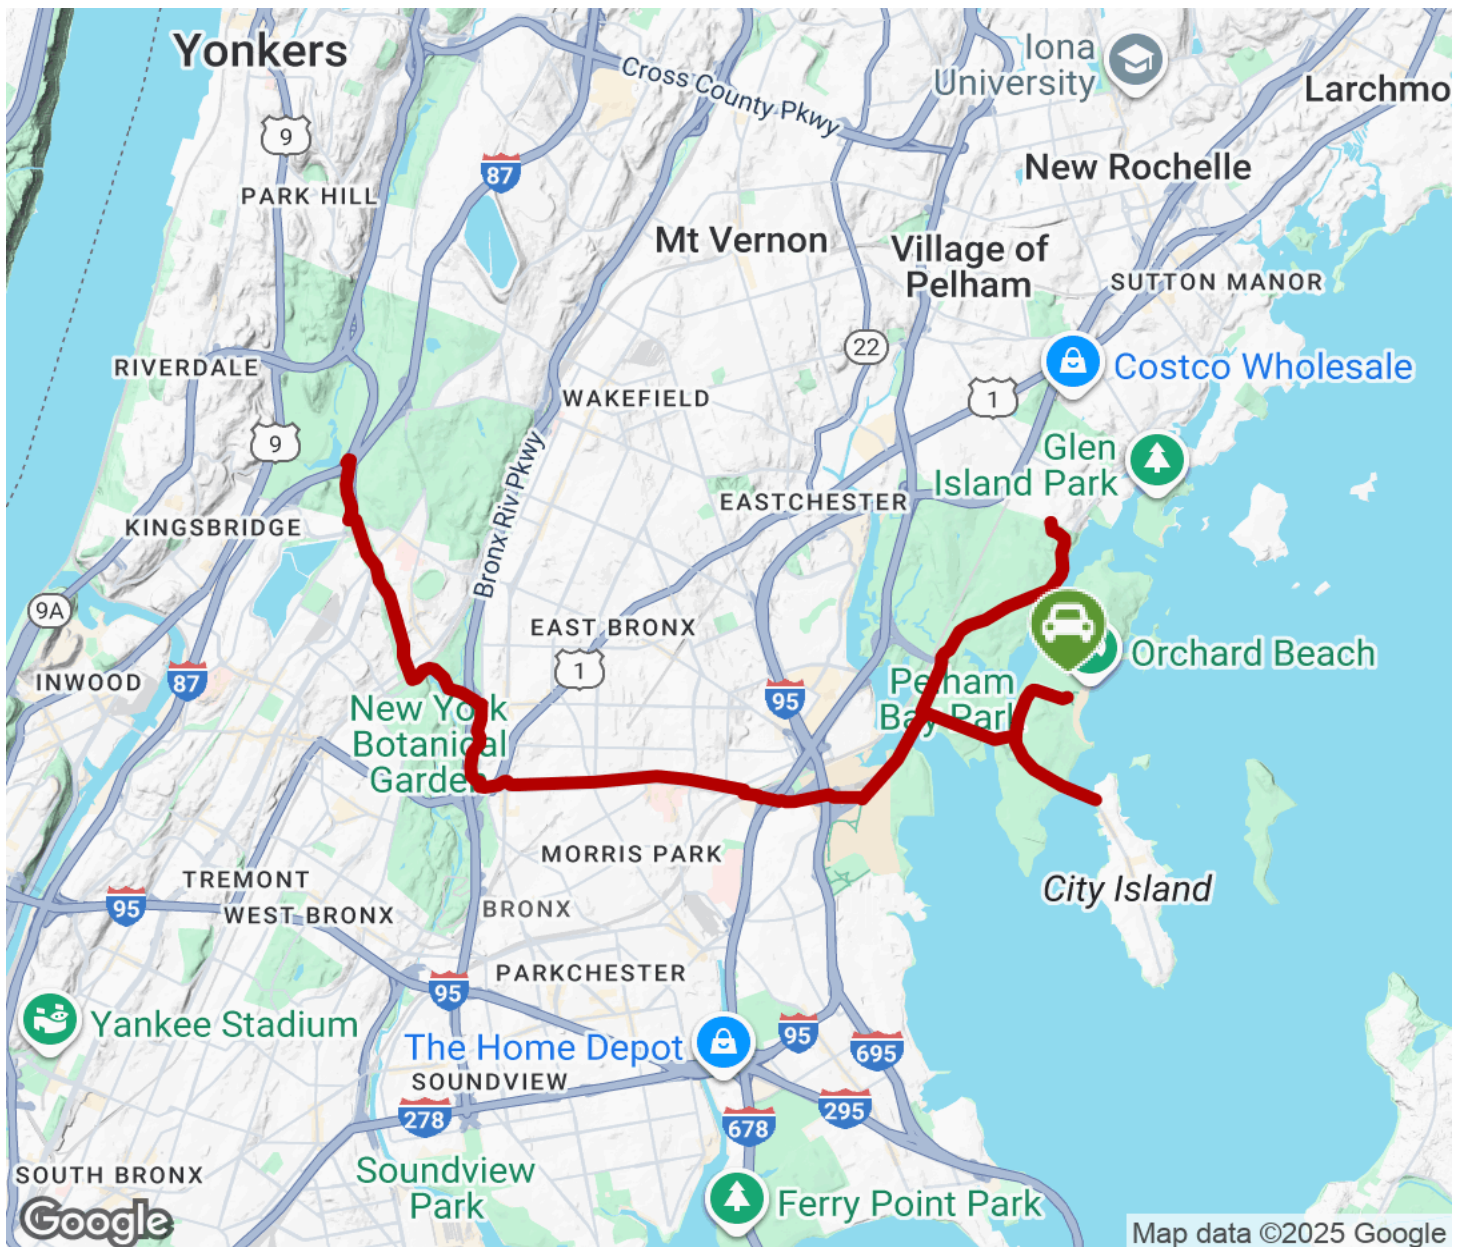 Yonkers
Iona
University
Larchmo
Cross County Pkwy
9
87
New Rochelle
PARK HILL
Mt Vernon
Village of
Pelham
SUTTON MANOR
22
RIVERDALE
Costco Wholesale
WAKEFIELD
1
9
Glen
Island Park
Bronx Riv Pkwy
EASTCHESTER
KINGSBRIDGE
9A
EAST BRONX
Orchard Beach
1
INWOOD
87
95
Pelham
Bay Park
New York
Botanical
Garden
MORRIS PARK
TREMONT
City Island
95
WEST BRONX
BRONX
PARKCHESTER
95
Yankee Stadium
The Home Depot
95
695
SOUNDVIEW
278
678
295
SOUTH BRONX
Soundview
Park
Ferry Point Park
Google
Map data ©2025 Google